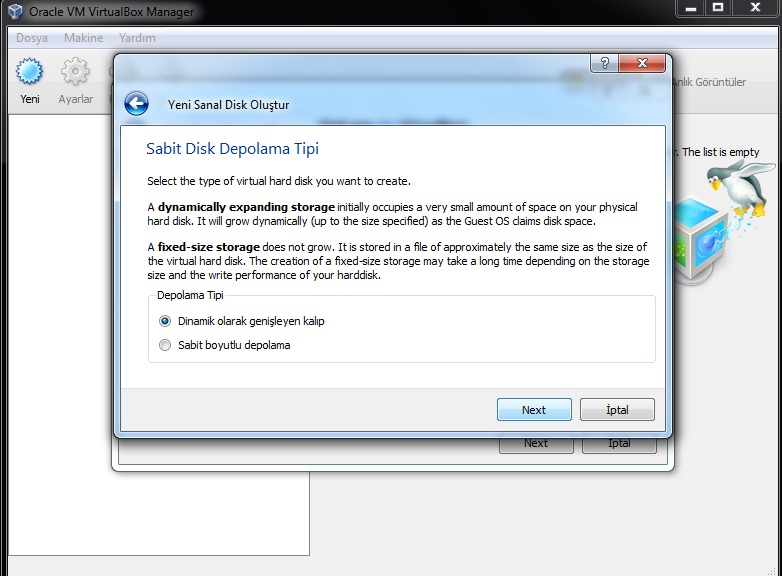 Oracle VM VirtualBox Manager
Dosya Makine Yardım
Yeni Ayarlar
Anlık Görüntüler
r. The list is empty
?
Yeni Sanal Disk Oluştur
Sabit Disk Depolama Tipi
Select the type of virtual hard disk you want to create.
A dynamically expanding storage initially occupies a very small amount of space on your physical
hard disk. It will grow dynamically (up to the size specified) as the Guest OS claims disk space.
A fixed-size storage does not grow. It is stored in a file of approximately the same size as the size of
the virtual hard disk. The creation of a fixed-size storage may take a long time depending on the storage
size and the write performance of your harddisk.
Depolama Tipi
Dinamik olarak genişleyen kalıp
Sabit boyutlu depolama
Next İptal
Next İptal